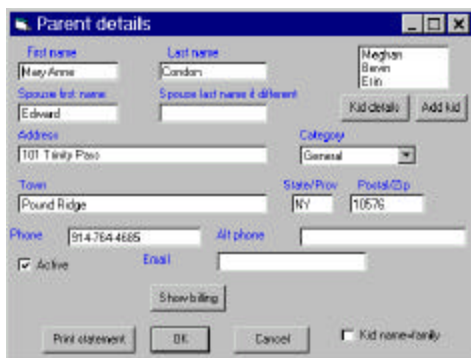 Parent details
First name
Last name
Mary Anne
Condon
Meghan
Erin
Spouse first name
Spouse last name if different
Edward
Kid details
Add kid
Address
Category
101 Trinity Pass
General
Town
State/Prov
Postal/Zip
Pound Ridge
NY
10576
Phone
914-764-4685
Alt phone
Active
Email
Show billing
Print statement
OK
Cancel
Kid name=family